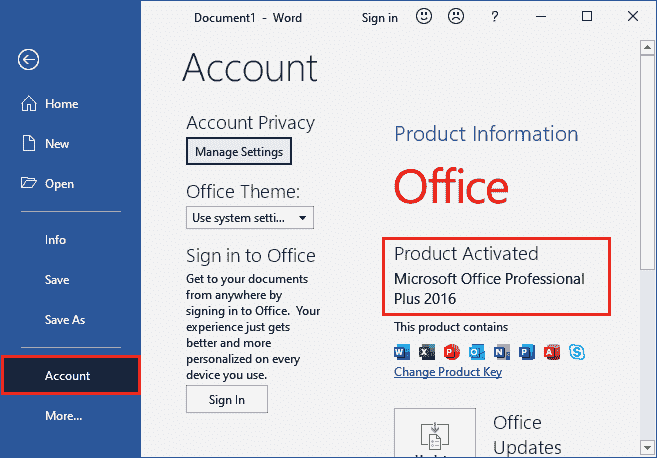 Document1 - Word
Sign in
?
Account
Home
New
Open
Info
Save
Save As
Account
More...
Account Privacy
Manage Settings
Office Theme:
Use system setti...
Sign in to Office
Get to your documents
from anywhere by
signing in to Office. Your
experience just gets
better and more
personalized on every
device you use.
Sign In
Product Information
Office
Product Activated
Microsoft Office Professional
Plus 2016
This product contains
Change Product Key
Office
Updates